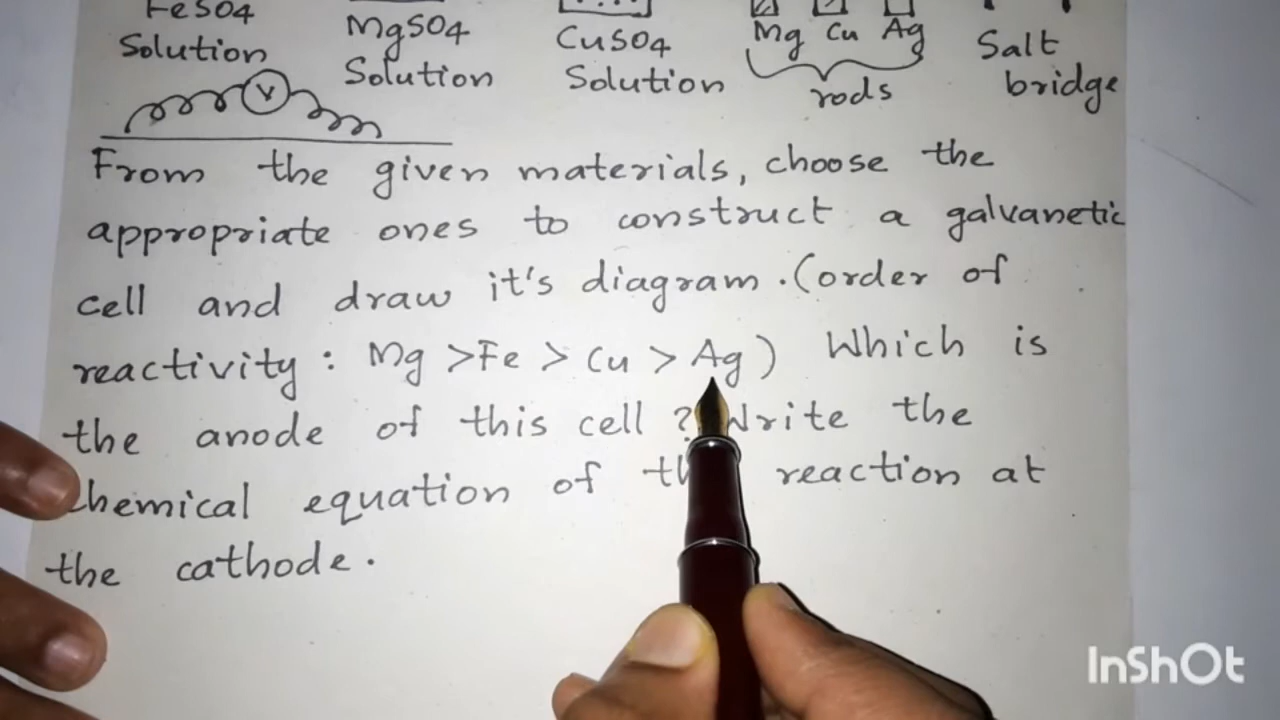 FeSO4 MgSO4 CuSO4 Mg Cu Ag Salt
Solution Solution Solution rods bridge
V
From the given materials, choose the
appropriate ones to construct a galvanetic
cell and draw it's diagram. (order of
reactivity : Mg >Fe > Cu > Ag) Which is
the anode of this cell ? Write the
chemical equation of the reaction at
the cathode.
InShOt